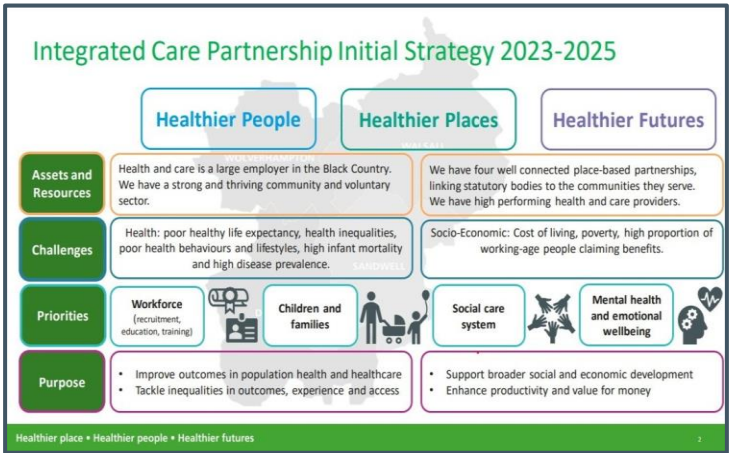 Integrated Care Partnership Initial Strategy 2023-2025
Healthier People
Healthier Places
Healthier Futures
WOLVERHAMPTON
WALSALL
Assets and
Resources
Health and care is a large employer in the Black Country.
We have a strong and thriving community and voluntary
sector.
We have four well connected place-based partnerships,
linking statutory bodies to the communities they serve.
We have high performing health and care providers.
Challenges
Health: poor healthy life expectancy, health inequalities,
poor health behaviours and lifestyles, high infant mortality
and high disease prevalence.
Socio-Economic: Cost of living, poverty, high proportion of
working-age people claiming benefits.
SANDWELL
Priorities
Workforce
(recruitment,
education, training)
Children and
families
Social care
system
Mental health
and emotional
wellbeing
Purpose
• Improve outcomes in population health and healthcare
• Tackle inequalities in outcomes, experience and access
• Support broader social and economic development
• Enhance productivity and value for money
Healthier place • Healthier people • Healthier futures
2